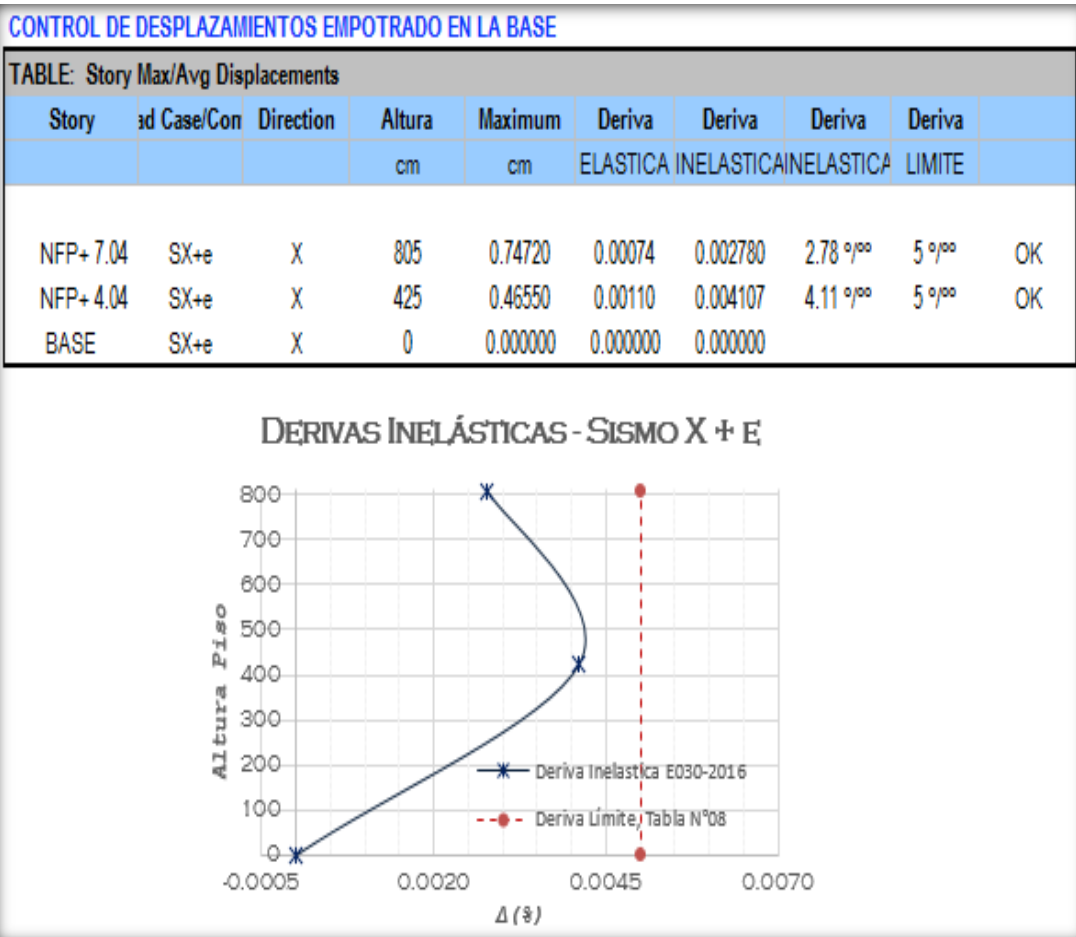 CONTROL DE DESPLAZAMIENTOS EMPOTRADO EN LA BASE
TABLE: Story Max/Avg Displacements
Story ad Case/Con Direction Altura Maximum Deriva Deriva Deriva Deriva
cm cm ELASTICA INELASTICA INELASTICA LIMITE
NFP+ 7.04 SX+e X 805 0.74720 0.00074 0.002780 2.78 º/ºº 5 º/ºº OK
NFP+ 4.04 SX+e X 425 0.46550 0.00110 0.004107 4.11 º/ºº 5 º/ºº OK
BASE SX+e X 0 0.000000 0.000000 0.000000
DERIVAS INELÁSTICAS - SISMO X + E
800
700
600
500
400
300
200
100
0
Altura Piso
Deriva Inelastica E030-2016
Deriva Límite, Tabla N°08
-0.0005 0.0020 0.0045 0.0070
Δ(%)